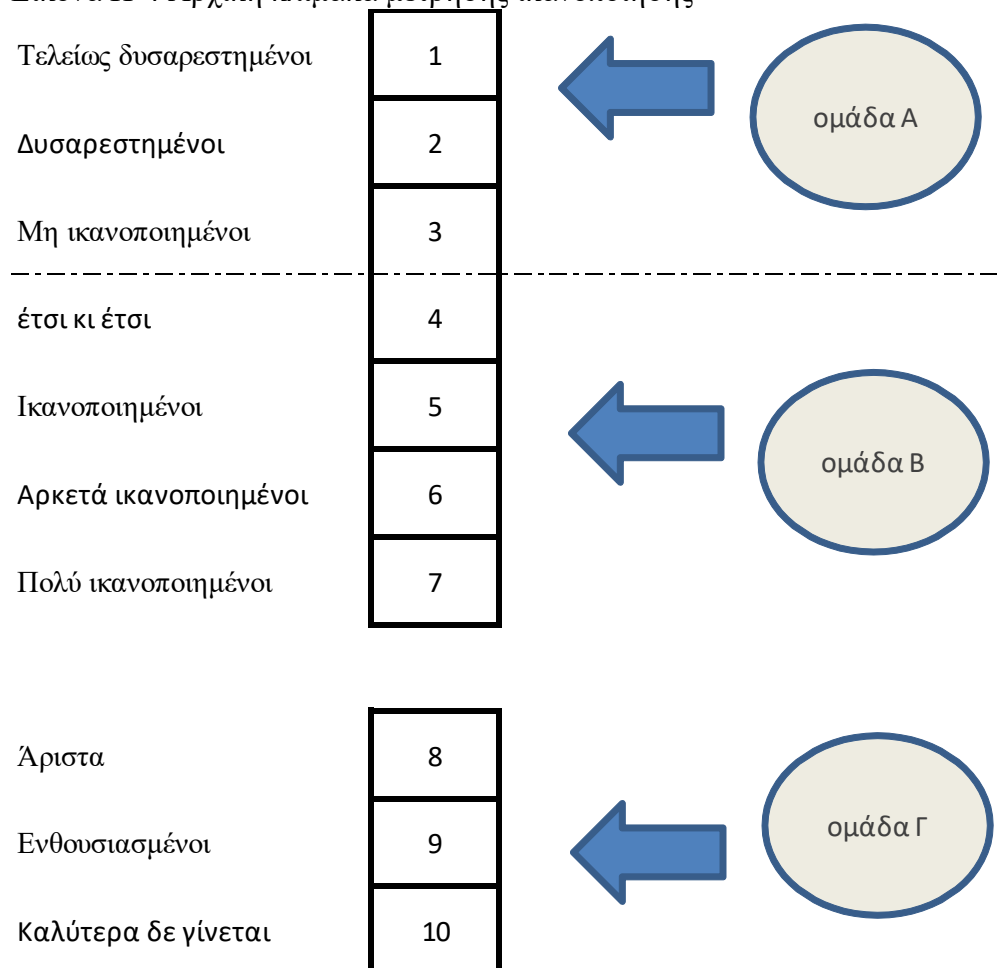 Τελείως δυσαρεστημένοι 1
ομάδα Α
Δυσαρεστημένοι 2
Μη ικανοποιημένοι 3
έτσι κι έτσι 4
Ικανοποιημένοι 5
ομάδα Β
Αρκετά ικανοποιημένοι 6
Πολύ ικανοποιημένοι 7
Άριστα 8
ομάδα Γ
Ενθουσιασμένοι 9
Καλύτερα δε γίνεται 10